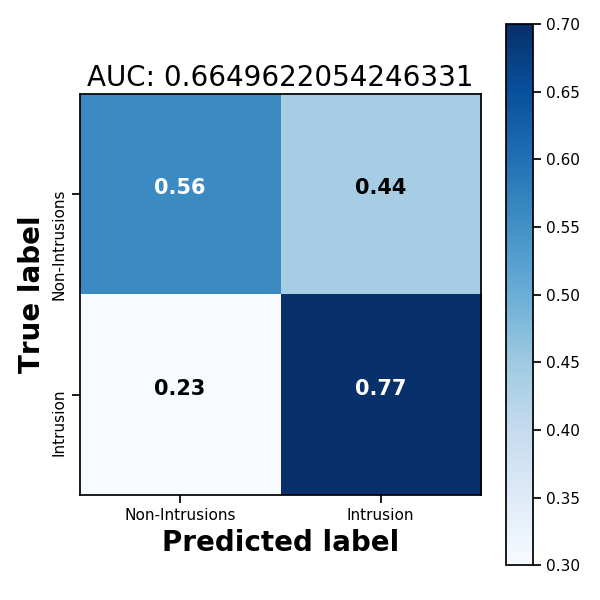 AUC: 0.6649622054246331
True label
Non-Intrusions
Intrusion
0.56
0.44
0.23
0.77
Non-Intrusions
Intrusion
Predicted label
0.70
0.65
0.60
0.55
0.50
0.45
0.40
0.35
0.30